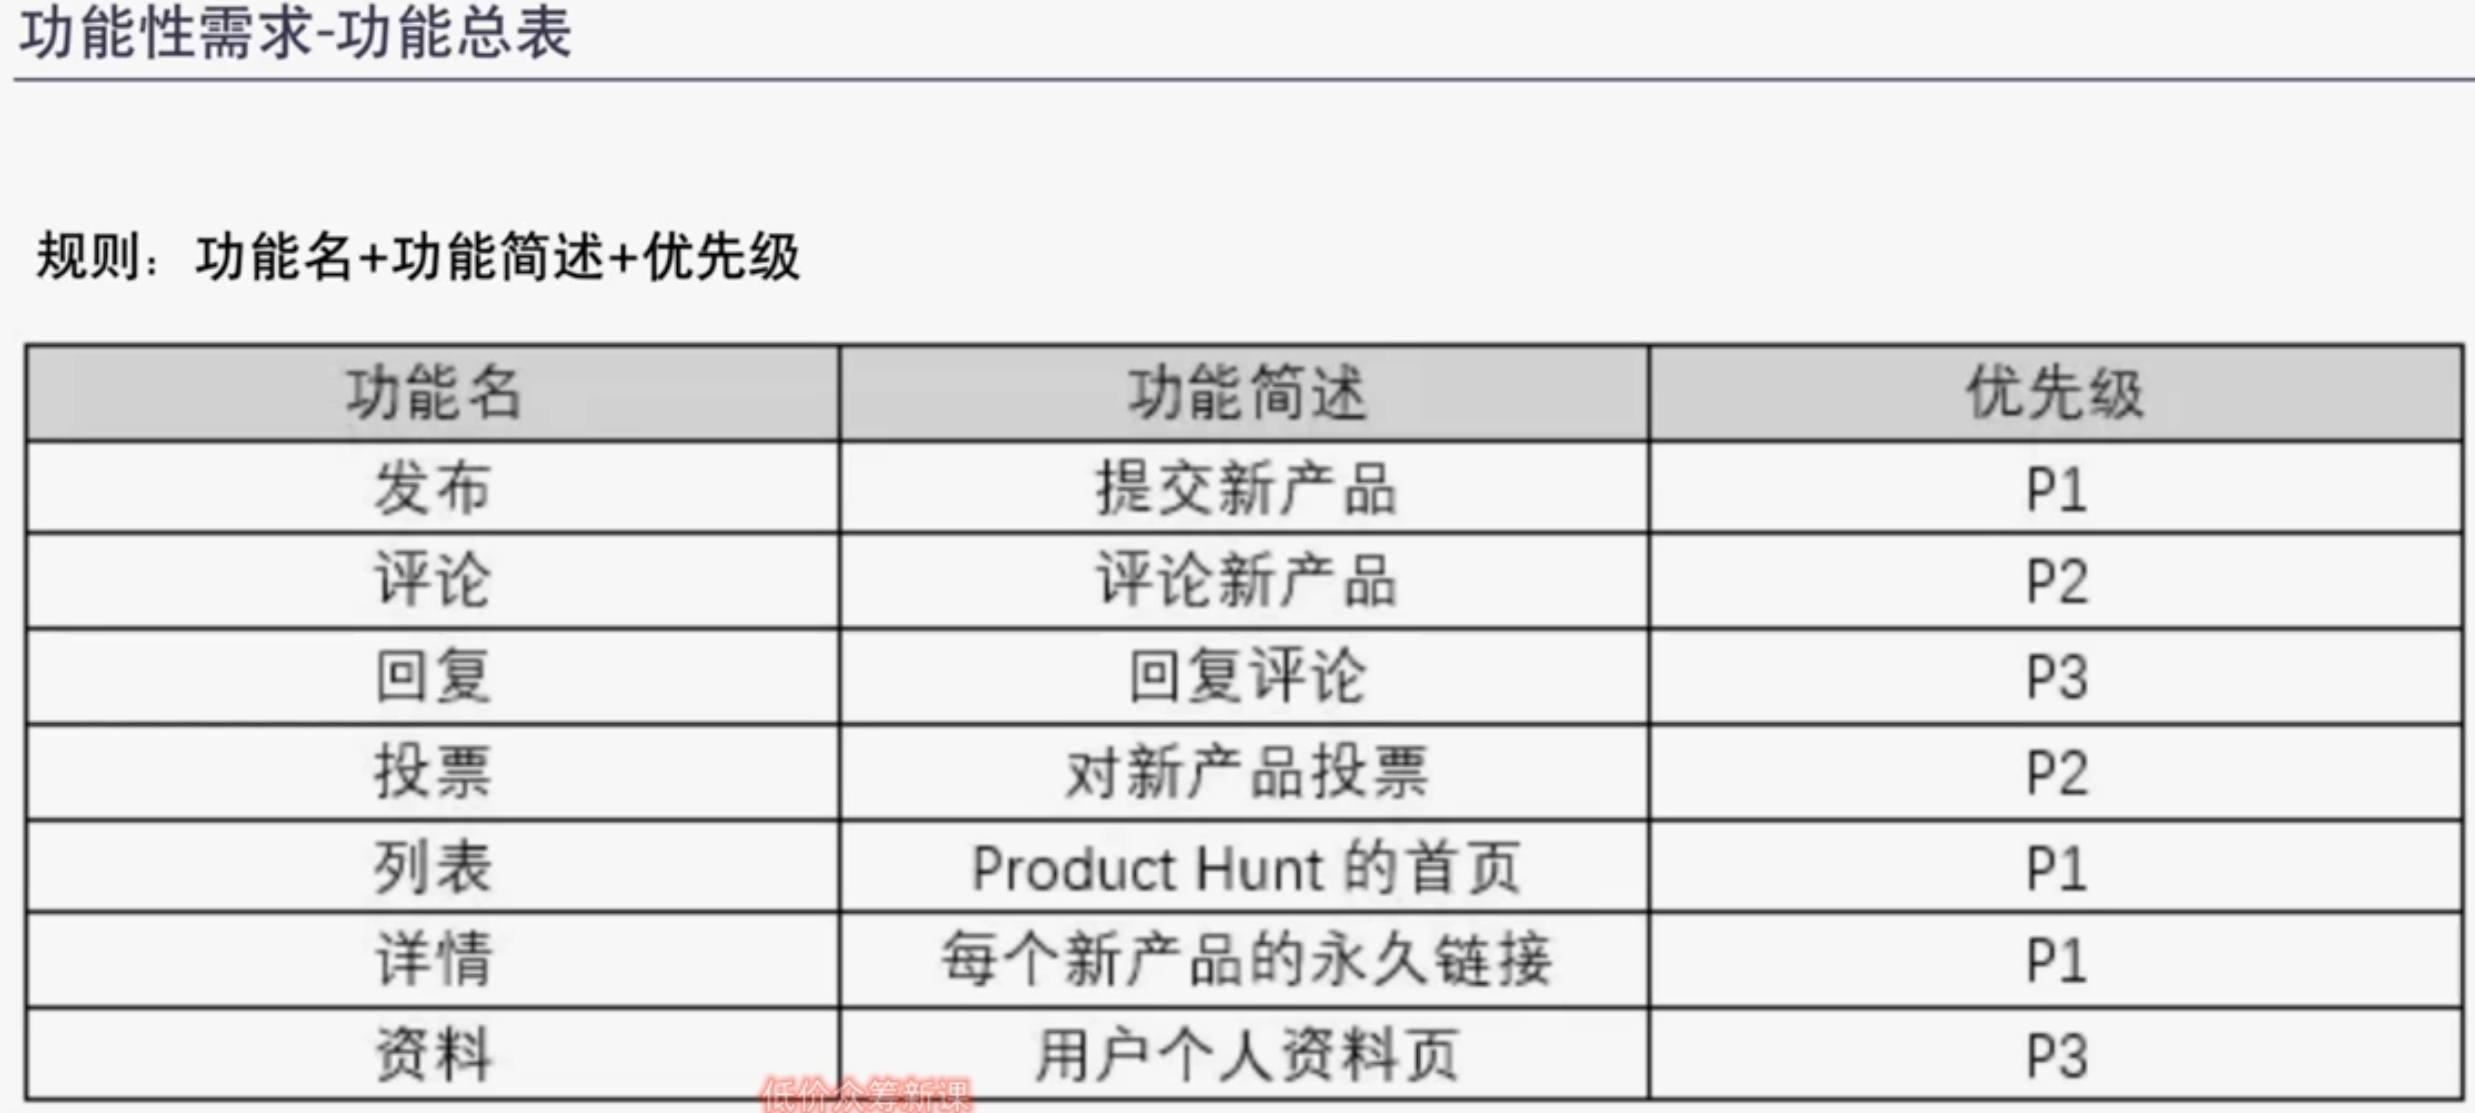 功能性需求-功能总表
规则：功能名+功能简述+优先级
功能名 功能简述 优先级
发布 提交新产品 P1
评论 评论新产品 P2
回复 回复评论 P3
投票 对新产品投票 P2
列表 Product Hunt 的首页 P1
详情 每个新产品的永久链接 P1
资料 用户个人资料页 P3
低价众筹新课